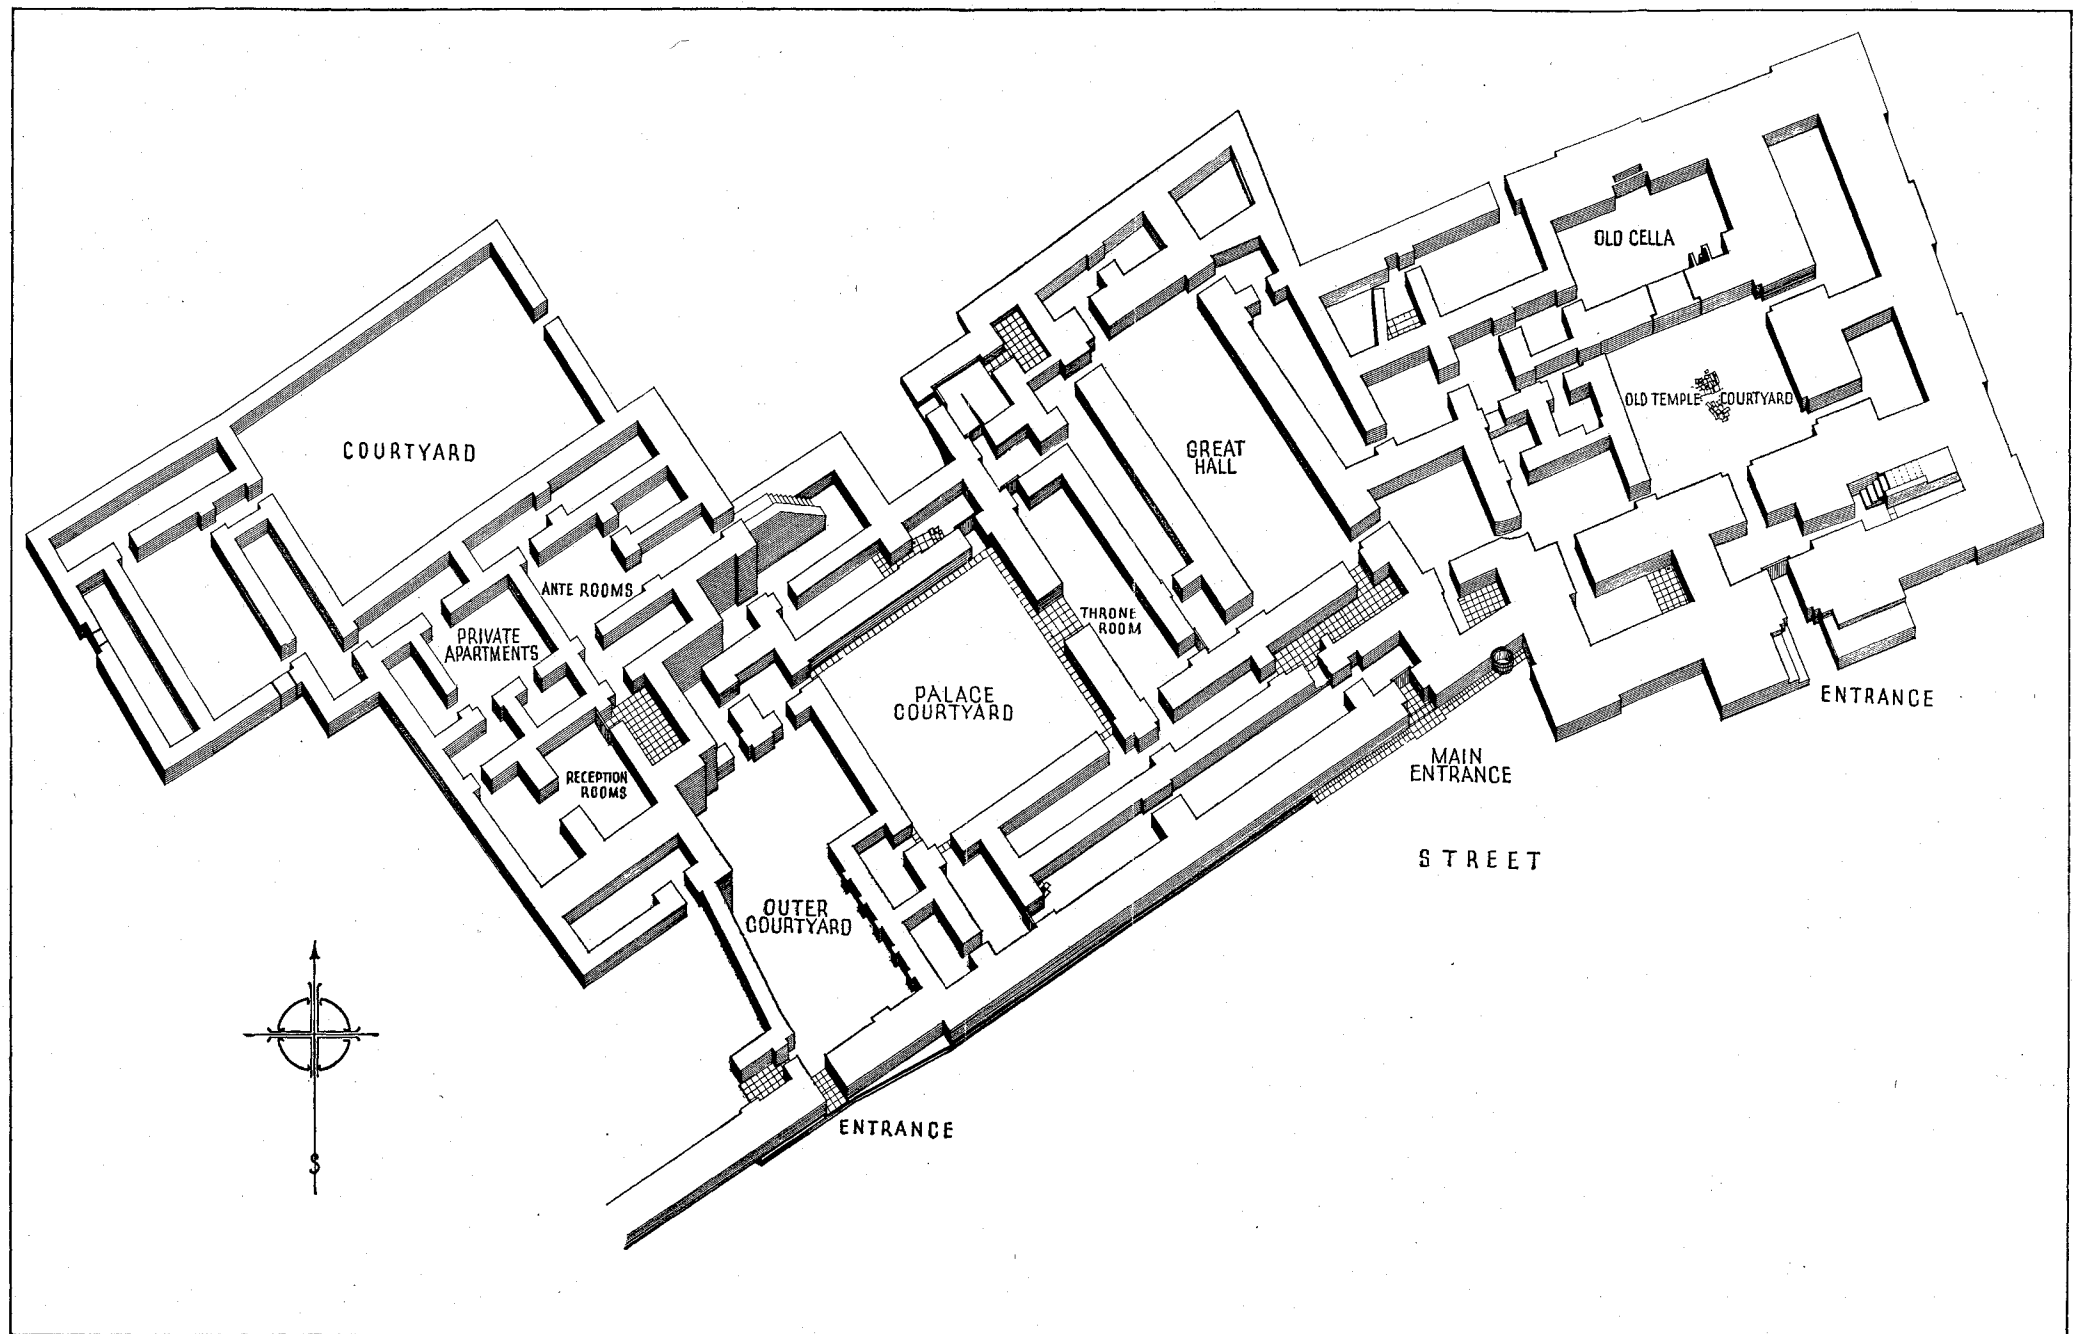 OLD CELLA
OLD TEMPLE COURTYARD
COURTYARD
GREAT
HALL
ANTE ROOMS
PRIVATE
APARTMENTS
THRONE
ROOM
PALACE
COURTYARD
ENTRANCE
MAIN
ENTRANCE
RECEPTION
ROOMS
STREET
OUTER
COURTYARD
ENTRANCE
S